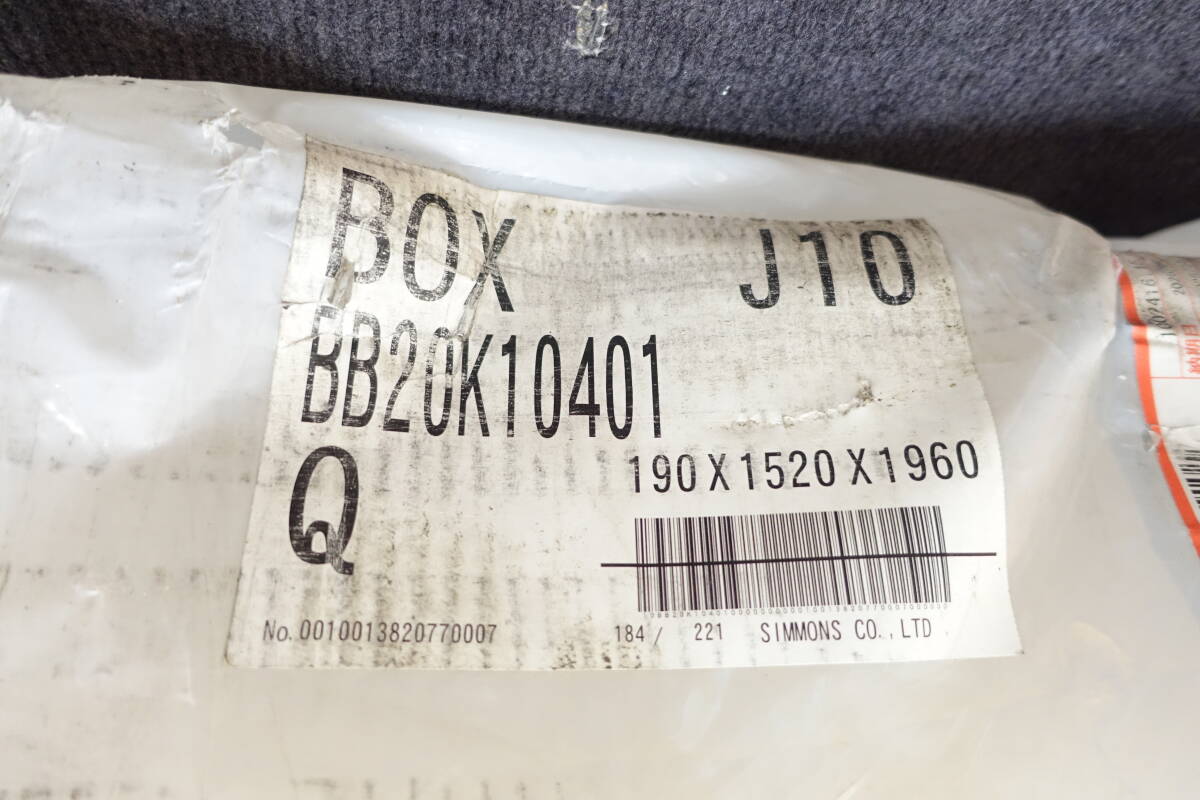 BOX J10
BB20K10401
Q
190X1520X1960
No. 0010013820770007 184/ 221 SIMMONS CO.,LTD.